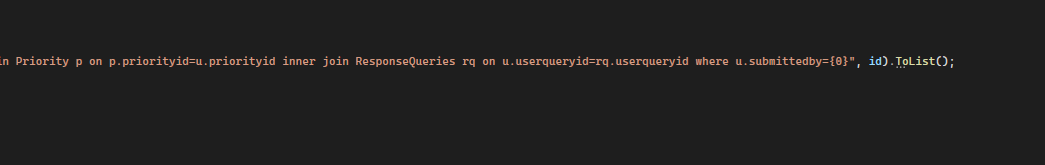 in Priority p on p.priorityid=u.priorityid inner join ResponseQueries rq on u.userqueryid=rq.userqueryid where u.submittedby={0}", id).ToList();